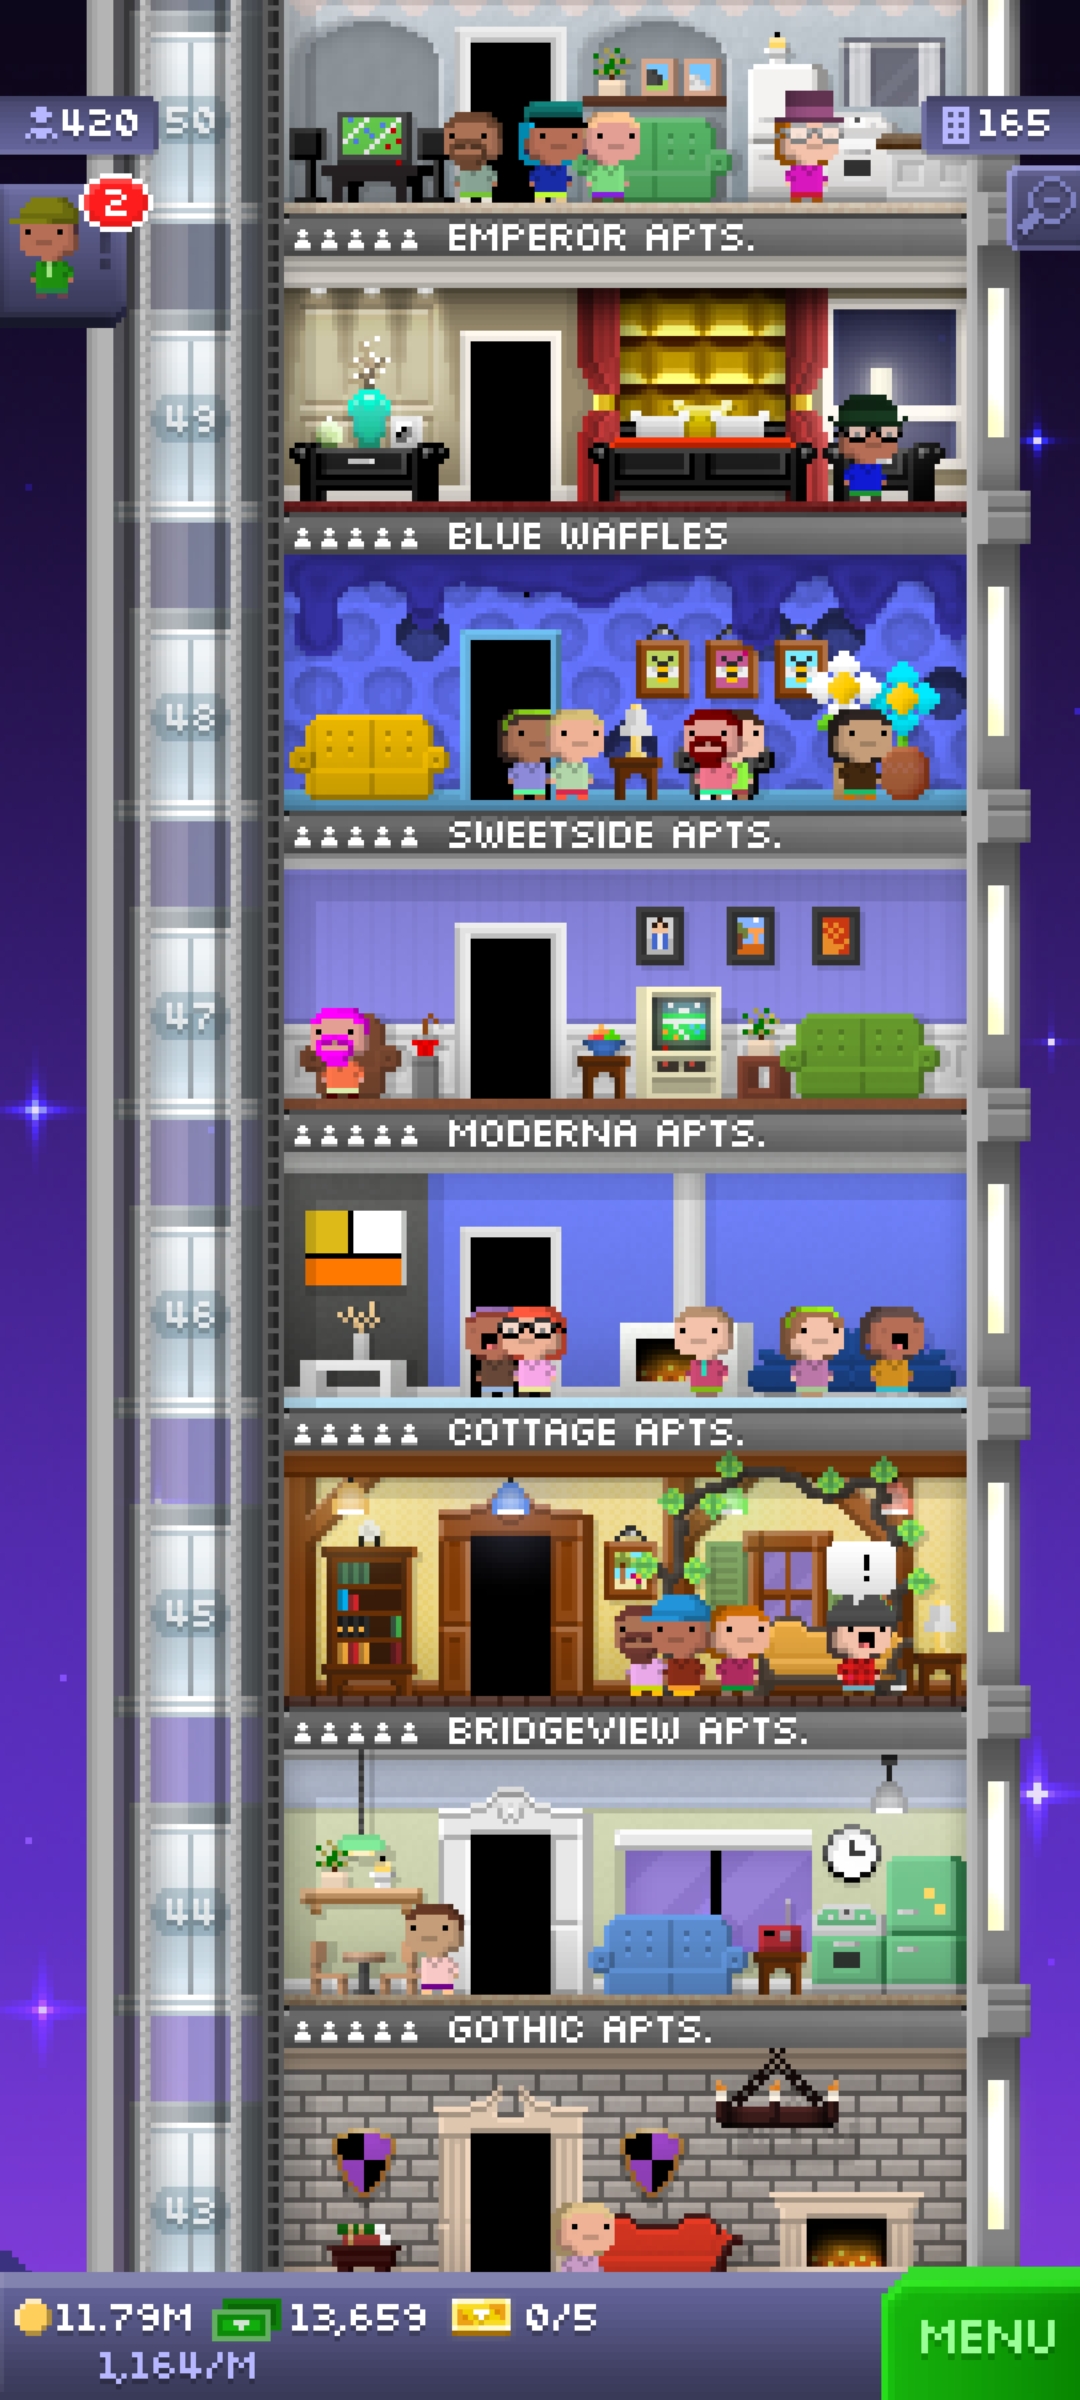 420
50
165
2
!
EMPEROR APTS.
49
BLUE WAFFLES
48
SWEETSIDE APTS.
47
MODERNA APTS.
46
COTTAGE APTS.
!
45
BRIDGEVIEW APTS.
44
GOTHIC APTS.
43
11.79M 13,659 0/5
1,164/M
MENU